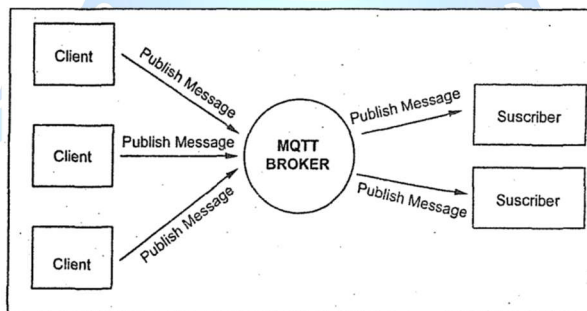 Client
Publish Message
Client
Publish Message
Client
Publish Message
MQTT
BROKER
Publish Message
Suscriber
Publish Message
Suscriber